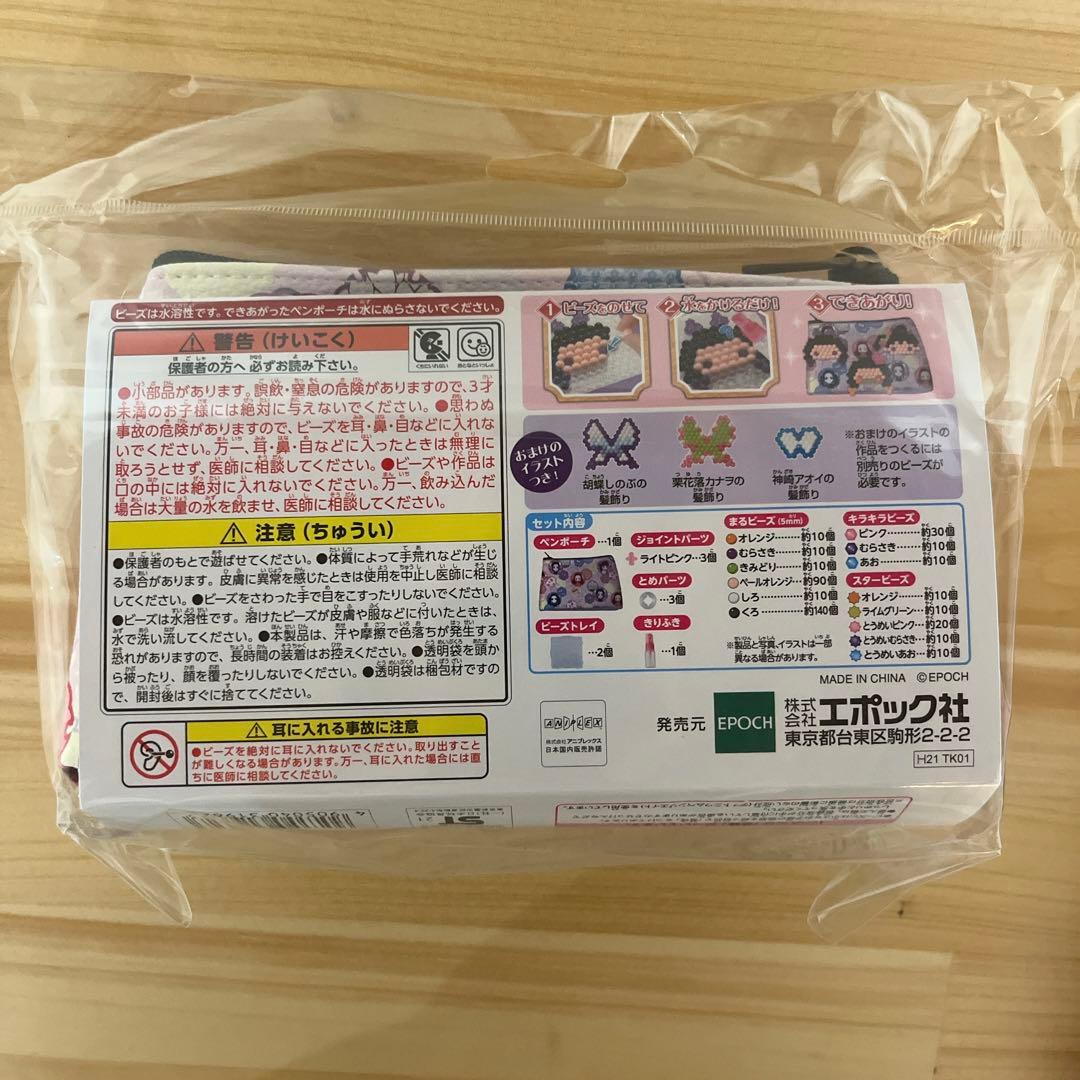 ビーズは水溶性です。できあがったペンポーチは水にぬらさないでください。
警告(けいこく)
保護者の方へ 必ずお読み下さい。
くちにいれない
おとなといっしょ
●小部品があります。誤飲・窒息の危険がありますので、3才
未満のお子様には絶対に与えないでください。●思わぬ
事故の危険がありますので、ビーズを耳・鼻・目などに入れな
いでください。万一、耳・鼻・目などに入ったときは無理に
取ろうとせず、医師に相談してください。●ビーズや作品は
口の中には絶対に入れないでください。万一、飲み込んだ
場合は大量の水を飲ませ、医師に相談してください。
注意(ちゅうい)
●保護者のもとで遊ばせてください。●体質によって手荒れなどが生じ
る場合があります。皮膚に異常を感じたときは使用を中止し医師に相談
してください。●ビーズをさわった手で目をこすったりしないでください。
●ビーズは水溶性です。溶けたビーズが皮膚や服などに付いたときは、
水で洗い流してください。●本製品は、汗や摩擦で色落ちが発生する
恐れがありますので、長時間の装着はお控えください。●透明袋を頭か
ら被ったり、顔を覆ったりしないでください。●透明袋は梱包材ですの
で、開封後はすぐに捨ててください。
耳に入れる事故に注意
●ビーズを絶対に耳に入れないでください。取り出すこと
が難しくなる場合があります。万一、耳に入れた場合には直
ちに医師に相談してください。
1 ビーズをのせて
2 水をかけるだけ!
3 できあがり!
おまけの
イラスト
つき!
胡蝶しのぶの
髪飾り
栗花落カナヲの
髪飾り
神崎アオイの
髪飾り
※おまけのイラストの
作品をつくるには
別売りのビーズが
必要です。
セット内容
ペンポーチ …1個
ジョイントパーツ
ライトピンク…3個
とめパーツ
…3個
ビーズトレイ
…2個
きりふき
…1個
まるビーズ(5mm)
オレンジ……約10個
むらさき……約10個
きみどり……約10個
ペールオレンジ…約90個
しろ……約10個
くろ……約140個
※製品と写真、イラストは一部
異なる場合があります。
キラキラビーズ
ピンク……約30個
むらさき……約10個
あお……約10個
スタービーズ
オレンジ……約10個
ライムグリーン…約10個
とうめいピンク…約20個
とうめいむらさき…約10個
とうめいあお…約10個
MADE IN CHINA ©EPOCH
ANIPLEX
株式会社アニプレックス
日本国内販売許諾
発売元
EPOCH
株式会社エポック社
東京都台東区駒形2-2-2
H21 TK01
ST